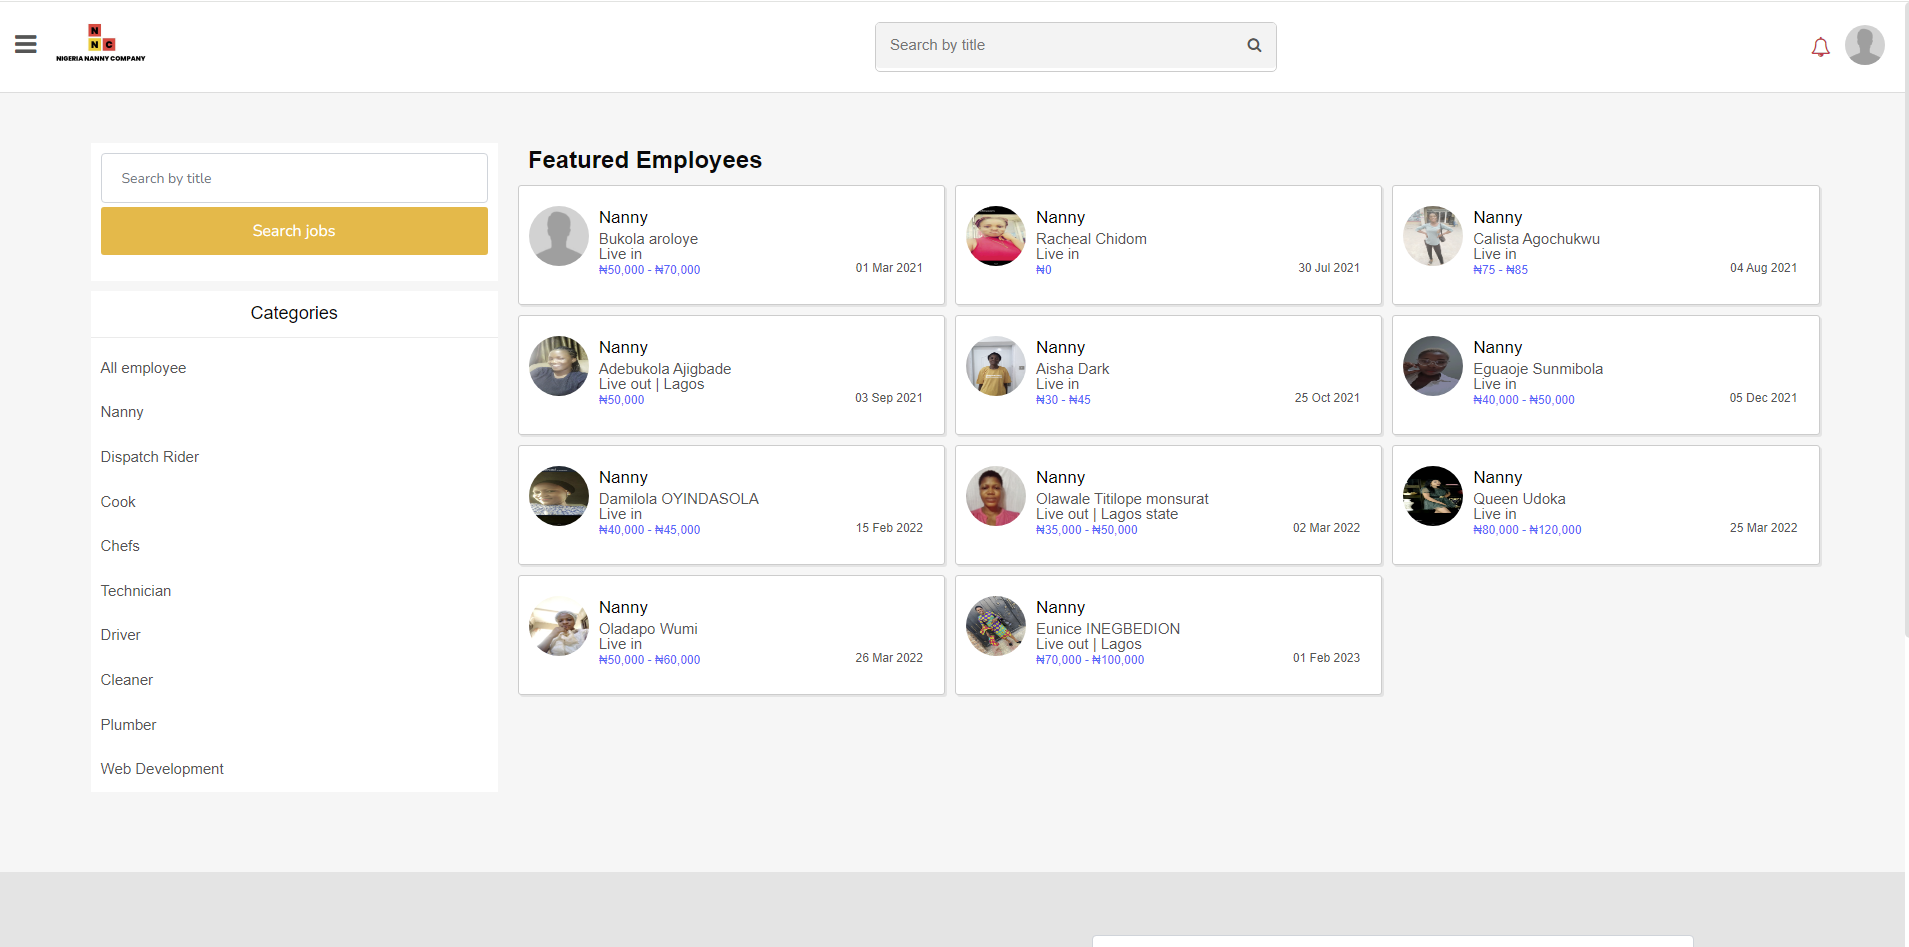 N
N C
NIGERIA NANNY COMPANY
Search by title
Search by title
Search jobs
Categories
All employee
Nanny
Dispatch Rider
Cook
Chefs
Technician
Driver
Cleaner
Plumber
Web Development
Featured Employees
Nanny
Bukola aroloye
Live in
₦50,000 - ₦70,000
01 Mar 2021
Nanny
Racheal Chidom
Live in
₦0
30 Jul 2021
Nanny
Calista Agochukwu
Live in
₦75 - ₦85
04 Aug 2021
Nanny
Adebukola Ajigbade
Live out | Lagos
₦50,000
03 Sep 2021
Nanny
Aisha Dark
Live in
₦30 - ₦45
25 Oct 2021
Nanny
Eguaoje Sunmibola
Live in
₦40,000 - ₦50,000
05 Dec 2021
Nanny
Damilola OYINDASOLA
Live in
₦40,000 - ₦45,000
15 Feb 2022
Nanny
Olawale Titilope monsurat
Live out | Lagos state
₦35,000 - ₦50,000
02 Mar 2022
Nanny
Queen Udoka
Live in
₦80,000 - ₦120,000
25 Mar 2022
Nanny
Oladapo Wumi
Live in
₦50,000 - ₦60,000
26 Mar 2022
Nanny
Eunice INEGBEDION
Live out | Lagos
₦70,000 - ₦100,000
01 Feb 2023